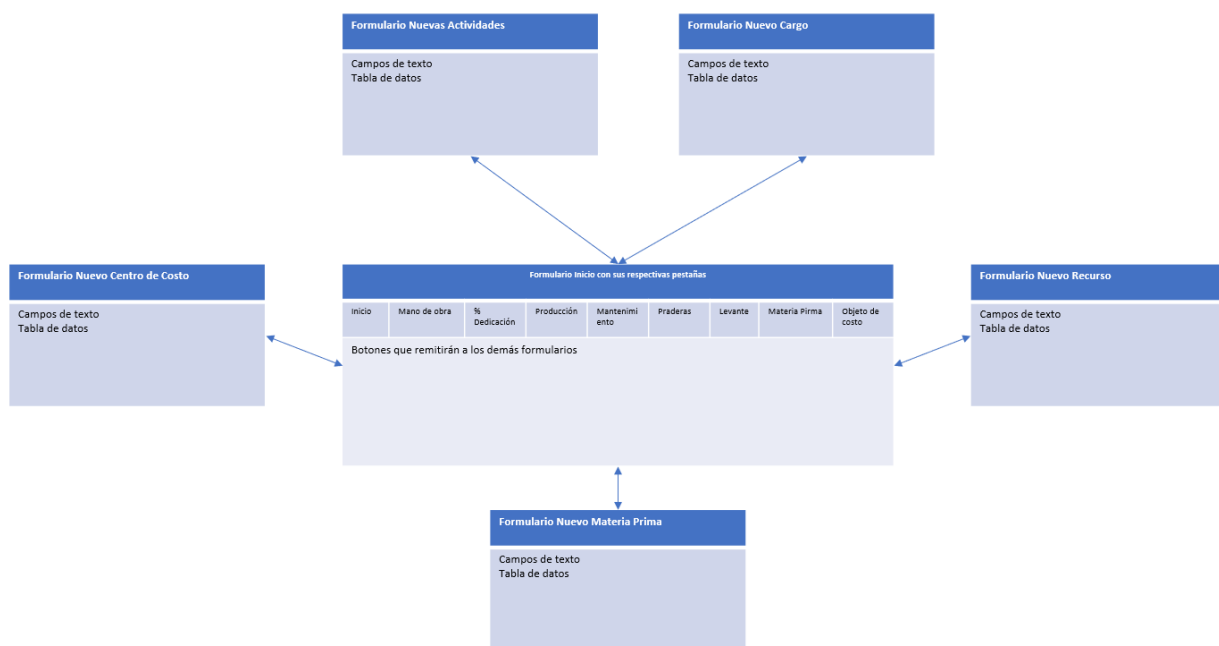 Formulario Nuevas Actividades
Campos de texto
Tabla de datos
Formulario Nuevo Cargo
Campos de texto
Tabla de datos
Formulario Nuevo Centro de Costo
Campos de texto
Tabla de datos
Formulario Inicio con sus respectivas pestañas
Inicio
Mano de obra
%
Dedicación
Producción
Mantenimi
ento
Praderas
Levante
Materia Pirma
Objeto de
costo
Botones que remitirán a los demás formularios
Formulario Nuevo Recurso
Campos de texto
Tabla de datos
Formulario Nuevo Materia Prima
Campos de texto
Tabla de datos